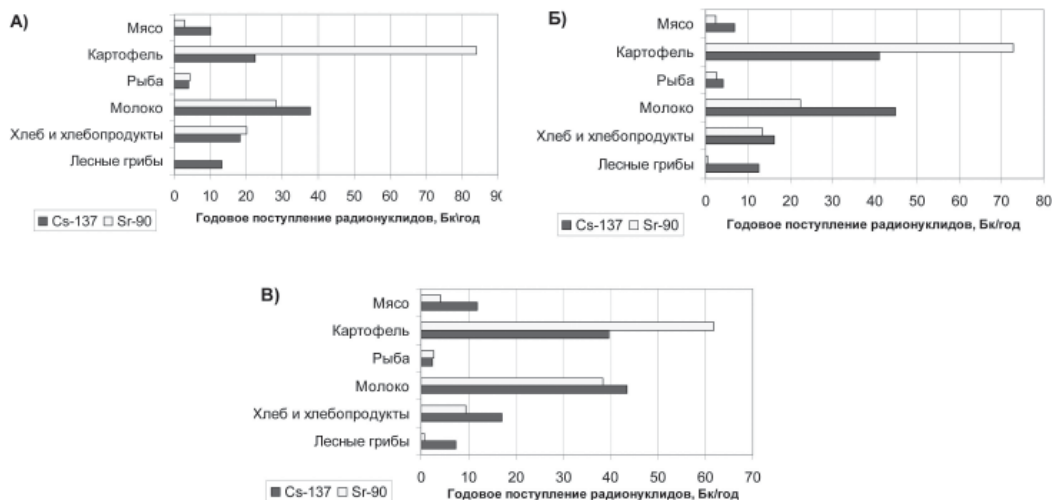 А)
Мясо
Картофель
Рыба
Молоко
Хлеб и хлебопродукты
Лесные грибы
0 10 20 30 40 50 60 70 80 90
Годовое поступление радионуклидов, Бк\год
Cs-137 Sr-90
Б)
Мясо
Картофель
Рыба
Молоко
Хлеб и хлебопродукты
Лесные грибы
0 10 20 30 40 50 60 70 80
Годовое поступление радионуклидов, Бк/год
Cs-137 Sr-90
В)
Мясо
Картофель
Рыба
Молоко
Хлеб и хлебопродукты
Лесные грибы
0 10 20 30 40 50 60 70
Годовое поступление радионуклидов, Бк/год
Cs-137 Sr-90